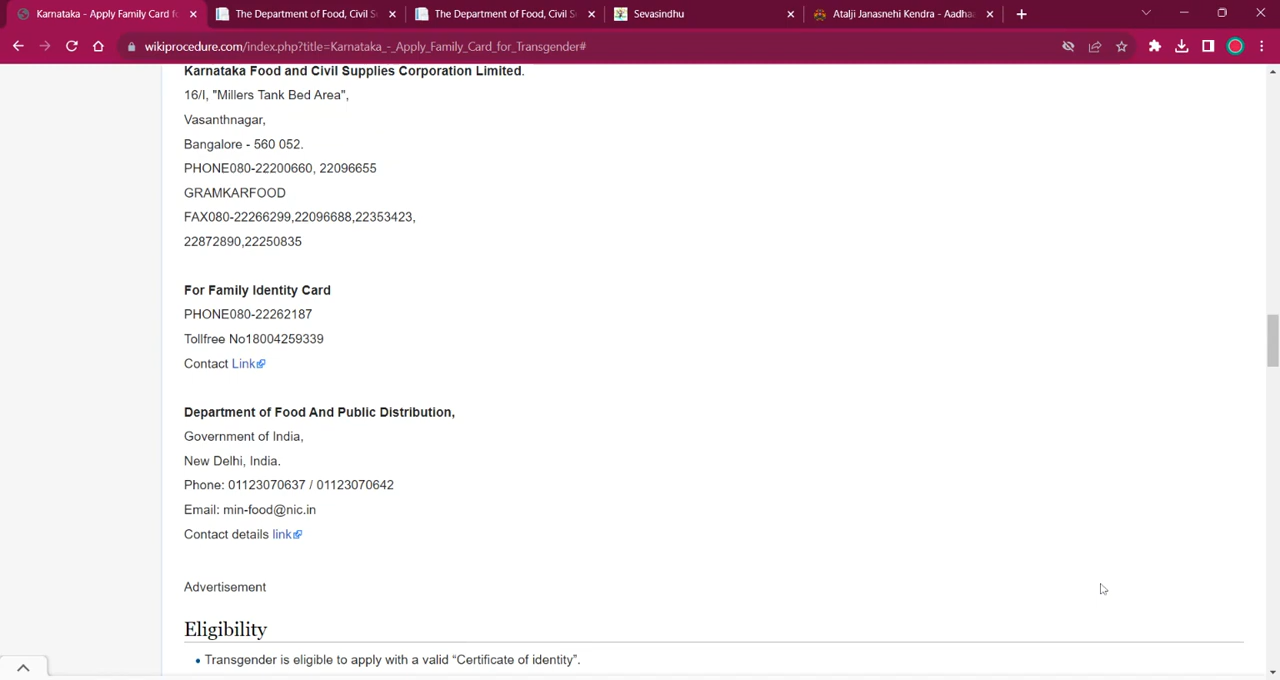 Karnataka - Apply Family Card fo
The Department of Food, Civil Su
The Department of Food, Civil Su
Sevasindhu
Atalji Janasnehi Kendra - Aadhaa
wikiprocedure.com/index.php?title=Karnataka_-_Apply_Family_Card_for_Transgender#
Karnataka Food and Civil Supplies Corporation Limited.
16/I, "Millers Tank Bed Area",
Vasanthnagar,
Bangalore - 560 052.
PHONE080-22200660, 22096655
GRAMKARFOOD
FAX080-22266299,22096688,22353423,
22872890,22250835
For Family Identity Card
PHONE080-22262187
Tollfree No18004259339
Contact Link
Department of Food And Public Distribution,
Government of India,
New Delhi, India.
Phone: 01123070637 / 01123070642
Email: min-food@nic.in
Contact details link
Advertisement
Eligibility
• Transgender is eligible to apply with a valid “Certificate of identity”.